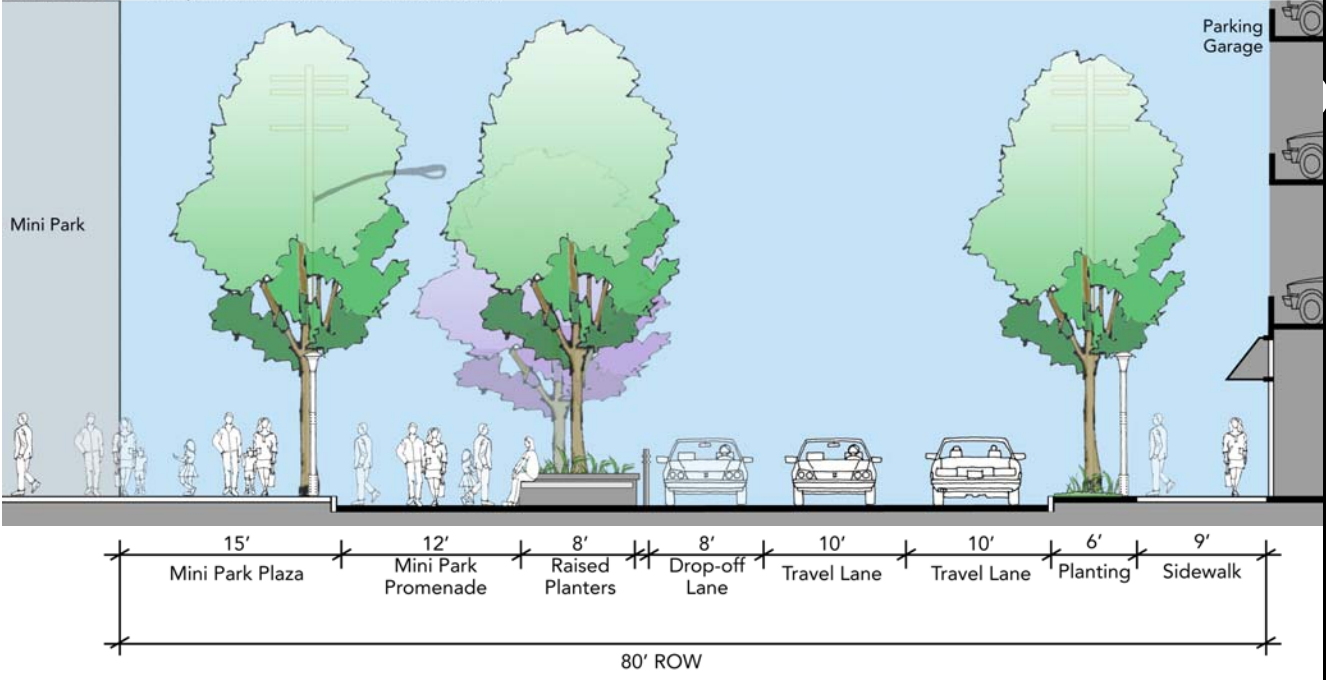 Parking
Garage
Mini Park
15’
Mini Park Plaza
12’
Mini Park
Promenade
8’
Raised
Planters
8’
Drop-off
Lane
10’
Travel Lane
10’
Travel Lane
6’
Planting
9’
Sidewalk
80’ ROW